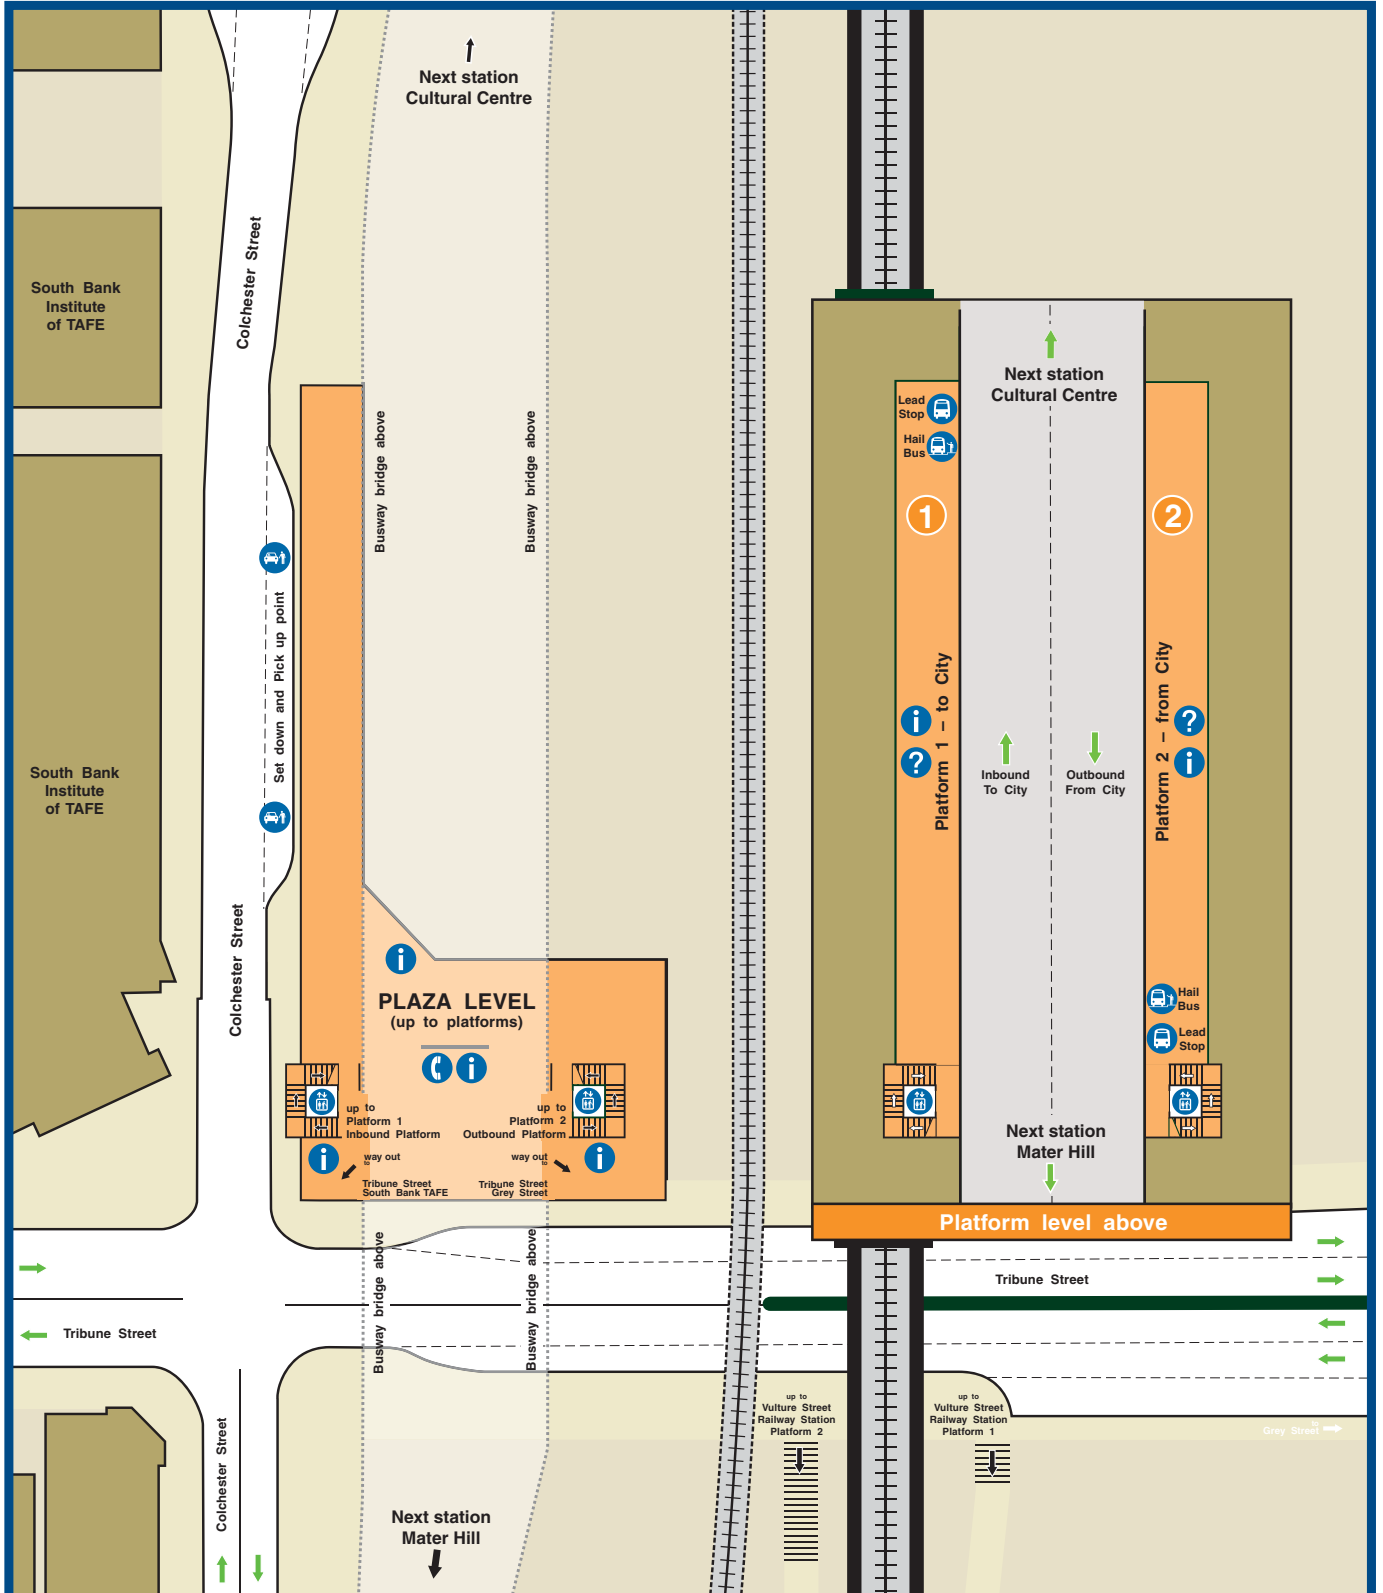 Next station
Cultural Centre
Colchester Street
South Bank
Institute
of TAFE
Busway bridge above
Busway bridge above
Set down and Pick up point
South Bank
Institute
of TAFE
Colchester Street
i
PLAZA LEVEL
(up to platforms)
i
up to
Platform 1
Inbound Platform
up to
Platform 2
Outbound Platform
i
way out
to
Tribune Street
South Bank TAFE
way out
to
Tribune Street
Grey Street
i
Next station
Cultural Centre
Lead
Stop
Hail
Bus
1
2
Platform 1 – to City
Platform 2 – from City
i
?
?
i
Inbound
To City
Outbound
From City
Hail
Bus
Lead
Stop
Next station
Mater Hill
Platform level above
Busway bridge above
Busway bridge above
Tribune Street
Tribune Street
Colchester Street
up to
Vulture Street
Railway Station
Platform 2
up to
Vulture Street
Railway Station
Platform 1
to
Grey Street
Next station
Mater Hill